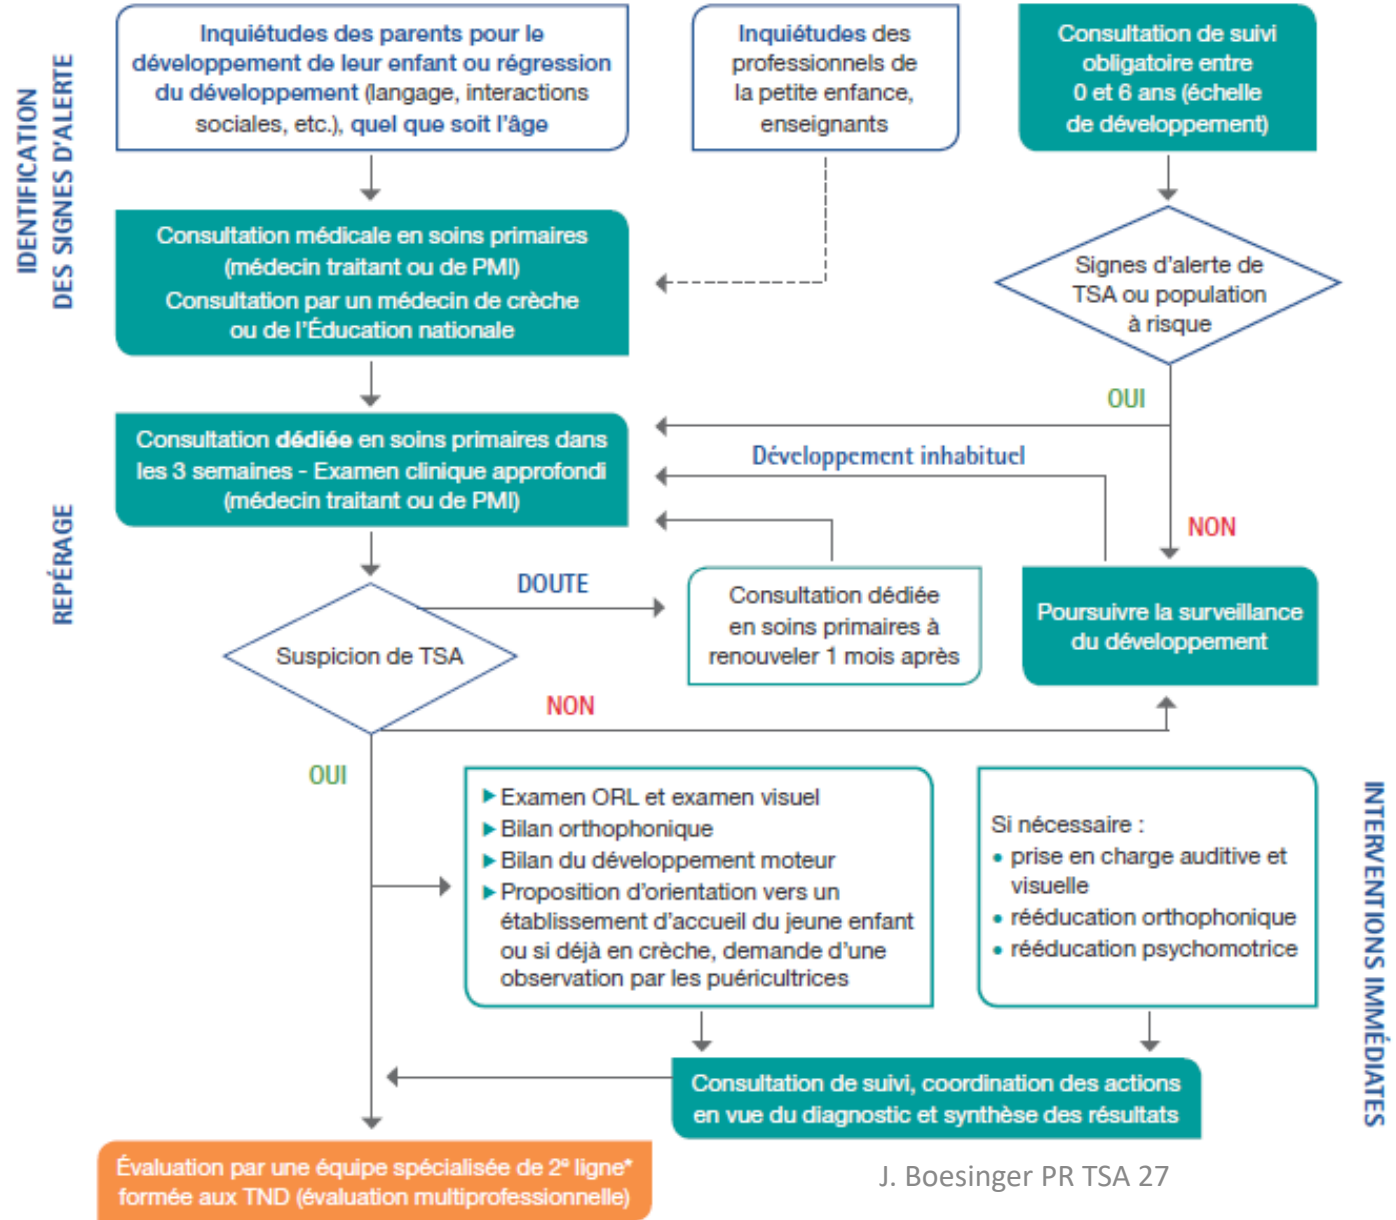 IDENTIFICATION
DES SIGNES D'ALERTE
Inquiétudes des parents pour le
développement de leur enfant ou régression
du développement (langage, interactions
sociales, etc.), quel que soit l'âge
Inquiétudes des
professionnels de
la petite enfance,
enseignants
Consultation de suivi
obligatoire entre
0 et 6 ans (échelle
de développement)
Consultation médicale en soins primaires
(médecin traitant ou de PMI)
Consultation par un médecin de crèche
ou de l'Éducation nationale
Signes d'alerte de
TSA ou population
à risque
OUI
NON
REPÉRAGE
Consultation dédiée en soins primaires dans
les 3 semaines - Examen clinique approfondi
(médecin traitant ou de PMI)
Développement inhabituel
DOUTE
Suspicion de TSA
Consultation dédiée
en soins primaires à
renouveler 1 mois après
Poursuivre la surveillance
du développement
NON
OUI
INTERVENTIONS IMMÉDIATES
▶ Examen ORL et examen visuel
▶ Bilan orthophonique
▶ Bilan du développement moteur
▶ Proposition d'orientation vers un
établissement d'accueil du jeune enfant
ou si déjà en crèche, demande d'une
observation par les puéricultrices
Si nécessaire :
• prise en charge auditive et
visuelle
• rééducation orthophonique
• rééducation psychomotrice
Consultation de suivi, coordination des actions
en vue du diagnostic et synthèse des résultats
Évaluation par une équipe spécialisée de 2e ligne*
formée aux TND (évaluation multiprofessionnelle)
J. Boesinger PR TSA 27